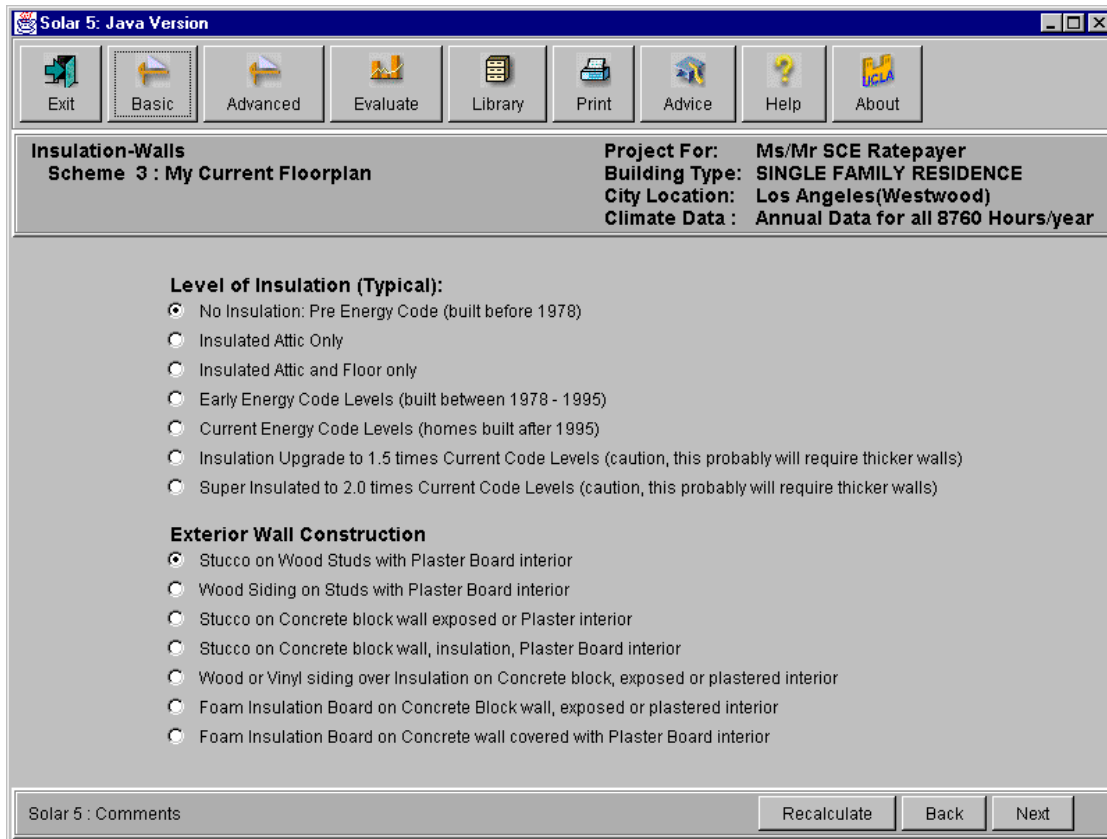 Solar 5: Java Version
Exit Basic Advanced Evaluate Library Print Advice Help UCLA About
Insulation-Walls
Scheme 3 : My Current Floorplan
Project For: Ms/Mr SCE Ratepayer
Building Type: SINGLE FAMILY RESIDENCE
City Location: Los Angeles(Westwood)
Climate Data : Annual Data for all 8760 Hours/year
Level of Insulation (Typical):
No Insulation: Pre Energy Code (built before 1978)
Insulated Attic Only
Insulated Attic and Floor only
Early Energy Code Levels (built between 1978 - 1995)
Current Energy Code Levels (homes built after 1995)
Insulation Upgrade to 1.5 times Current Code Levels (caution, this probably will require thicker walls)
Super Insulated to 2.0 times Current Code Levels (caution, this probably will require thicker walls)
Exterior Wall Construction
Stucco on Wood Studs with Plaster Board interior
Wood Siding on Studs with Plaster Board interior
Stucco on Concrete block wall exposed or Plaster interior
Stucco on Concrete block wall, insulation, Plaster Board interior
Wood or Vinyl siding over Insulation on Concrete block, exposed or plastered interior
Foam Insulation Board on Concrete Block wall, exposed or plastered interior
Foam Insulation Board on Concrete wall covered with Plaster Board interior
Solar 5 : Comments
Recalculate Back Next